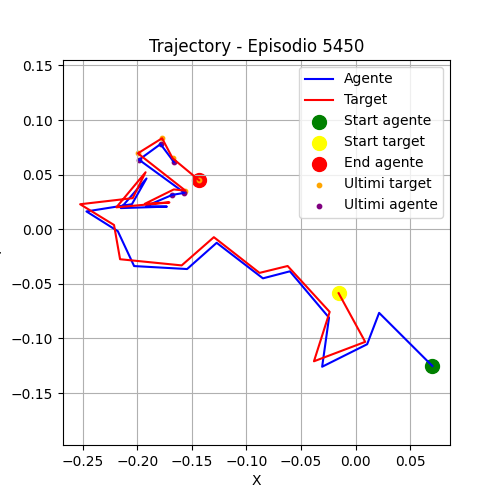 Trajectory - Episodio 5450
Agente
Target
Start agente
Start target
End agente
Ultimi target
Ultimi agente
0.15
0.10
0.05
0.00
−0.05
−0.10
−0.15
−0.25
−0.20
−0.15
−0.10
−0.05
0.00
0.05
X